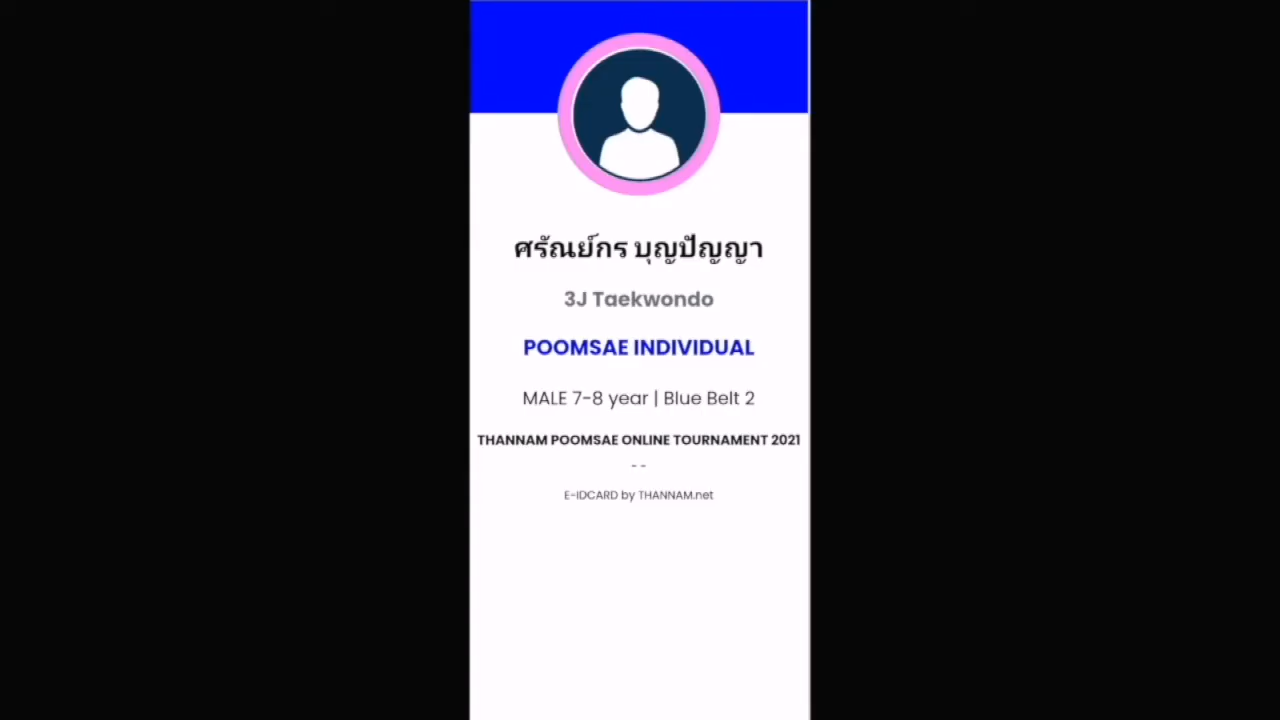 ศรัณย์กร บุญปัญญา
3J Taekwondo
POOMSAE INDIVIDUAL
MALE 7-8 year | Blue Belt 2
THANNAM POOMSAE ONLINE TOURNAMENT 2021
- -
E-IDCARD by THANNAM.net